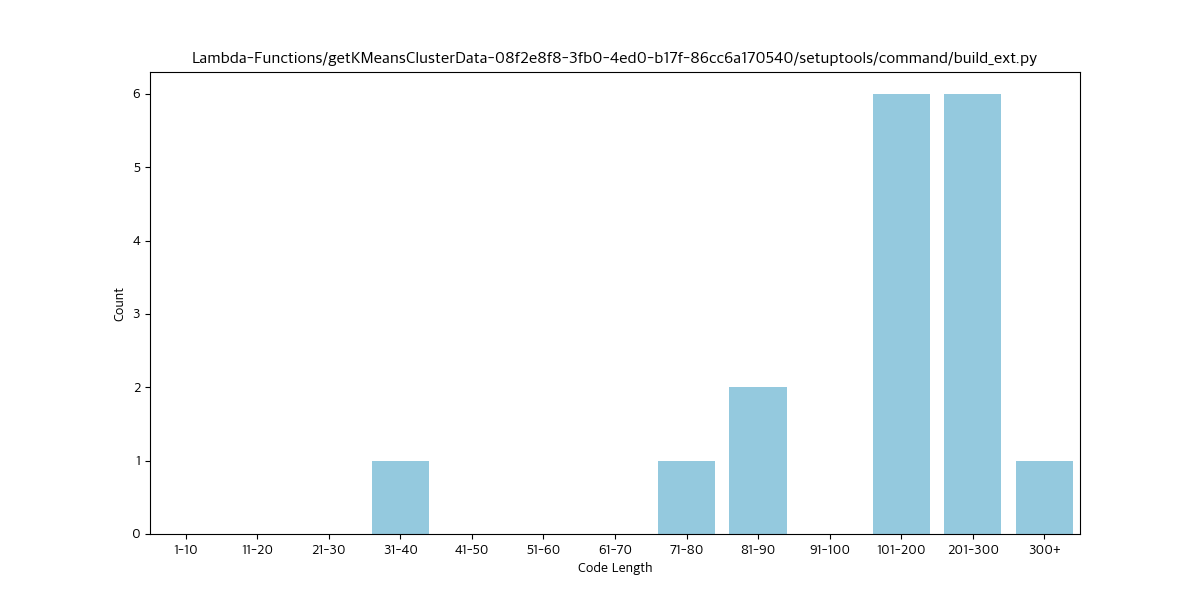 Lambda-Functions/getKMeansClusterData-08f2e8f8-3fb0-4ed0-b17f-86cc6a170540/setuptools/command/build_ext.py
6
5
4
3
2
1
0
Count
1-10 11-20 21-30 31-40 41-50 51-60 61-70 71-80 81-90 91-100 101-200 201-300 300+
Code Length